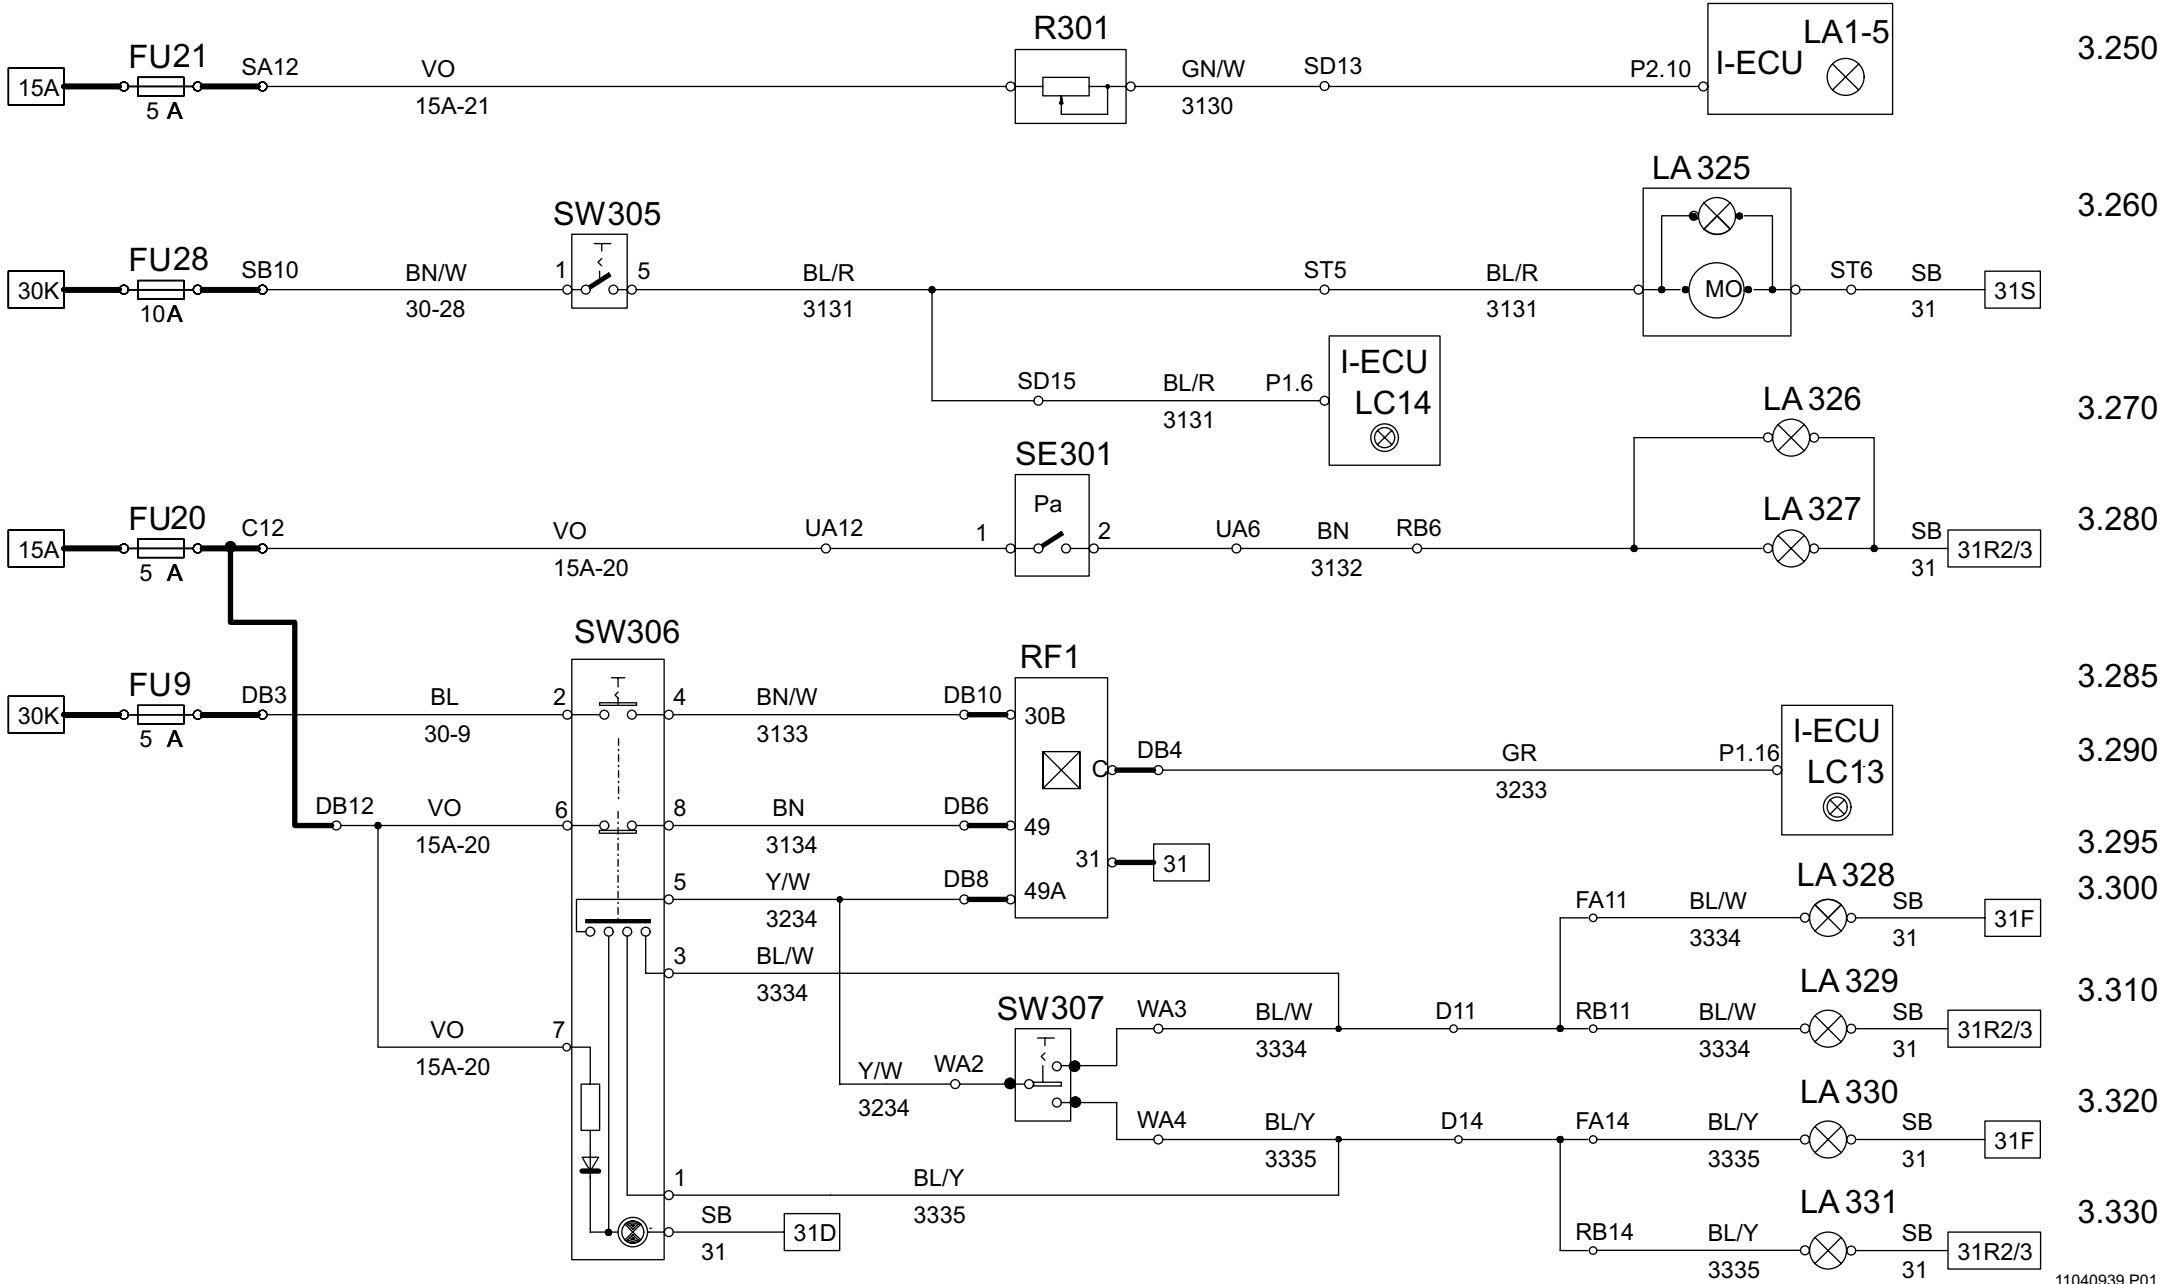 R301
LA1-5
3.250
FU21
SA12
VO
GN/W
SD13
P2.10
I-ECU
15A
5 A
15A-21
3130
LA 325
3.260
SW305
FU28
SB10
BN/W
1
5
BL/R
ST5
BL/R
MO
ST6
SB
30K
31S
10A
30-28
3131
3131
31
I-ECU
SD15
BL/R
P1.6
LC14
3131
LA 326
3.270
SE301
Pa
LA 327
3.280
FU20
C12
VO
UA12
1
2
UA6
BN
RB6
SB
15A
31R2/3
5 A
15A-20
3132
31
SW306
RF1
3.285
FU9
DB3
BL
2
4
BN/W
DB10
30K
30B
I-ECU
5 A
30-9
3133
3.290
C
DB4
GR
P1.16
LC13
3233
DB12
VO
6
8
BN
DB6
49
15A-20
3134
3.295
31
31
5
Y/W
DB8
49A
LA 328
3.300
3234
FA11
BL/W
SB
31F
3334
31
3
BL/W
3334
LA 329
3.310
SW307
WA3
BL/W
D11
RB11
BL/W
SB
31R2/3
3334
3334
31
VO
7
15A-20
Y/W
WA2
3234
LA 330
3.320
WA4
BL/Y
D14
FA14
BL/Y
SB
31F
3335
3335
31
1
BL/Y
3335
LA 331
3.330
SB
31D
31
RB14
BL/Y
SB
31R2/3
3335
31
11040939.P01